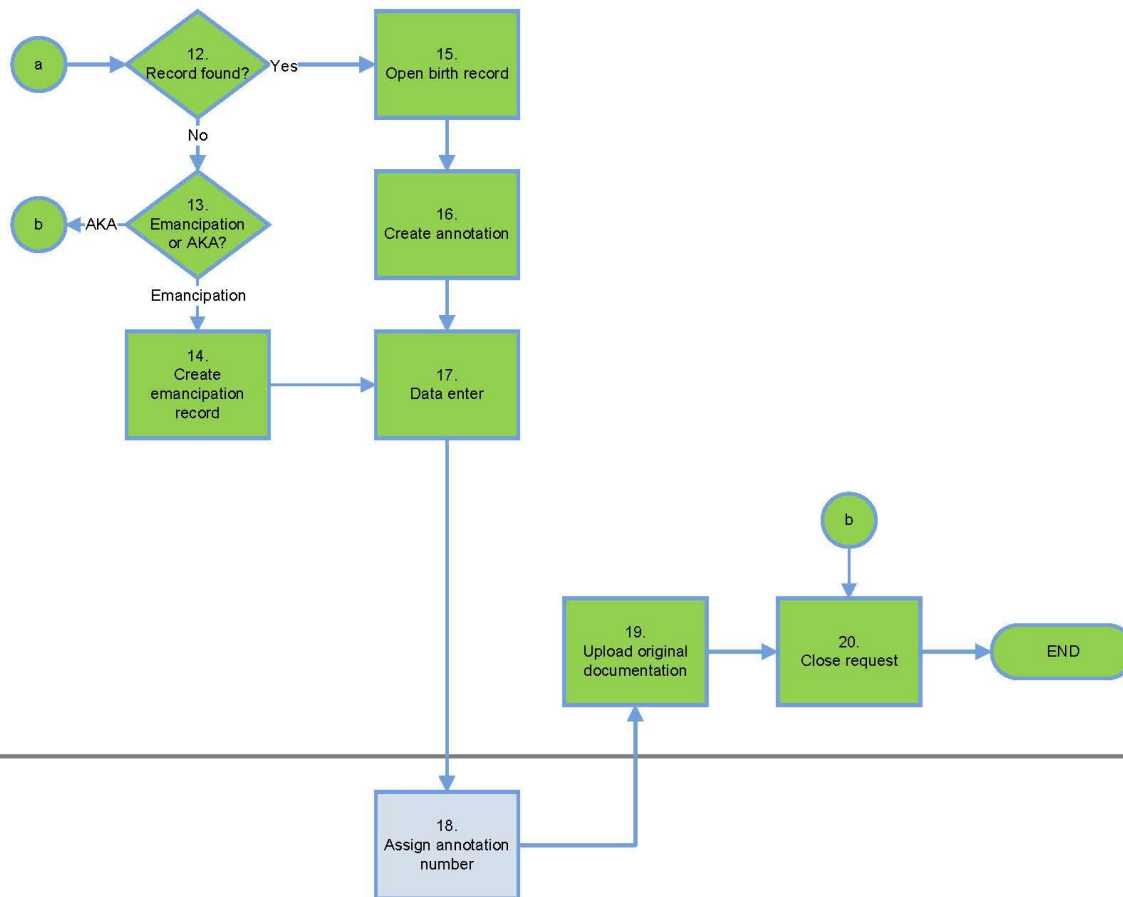 a
12.
Record found?
Yes
15.
Open birth record
No
b
AKA
13.
Emancipation
or AKA?
16.
Create annotation
Emancipation
14.
Create
emancipation
record
17.
Data enter
b
19.
Upload original
documentation
20.
Close request
END
18.
Assign annotation
number